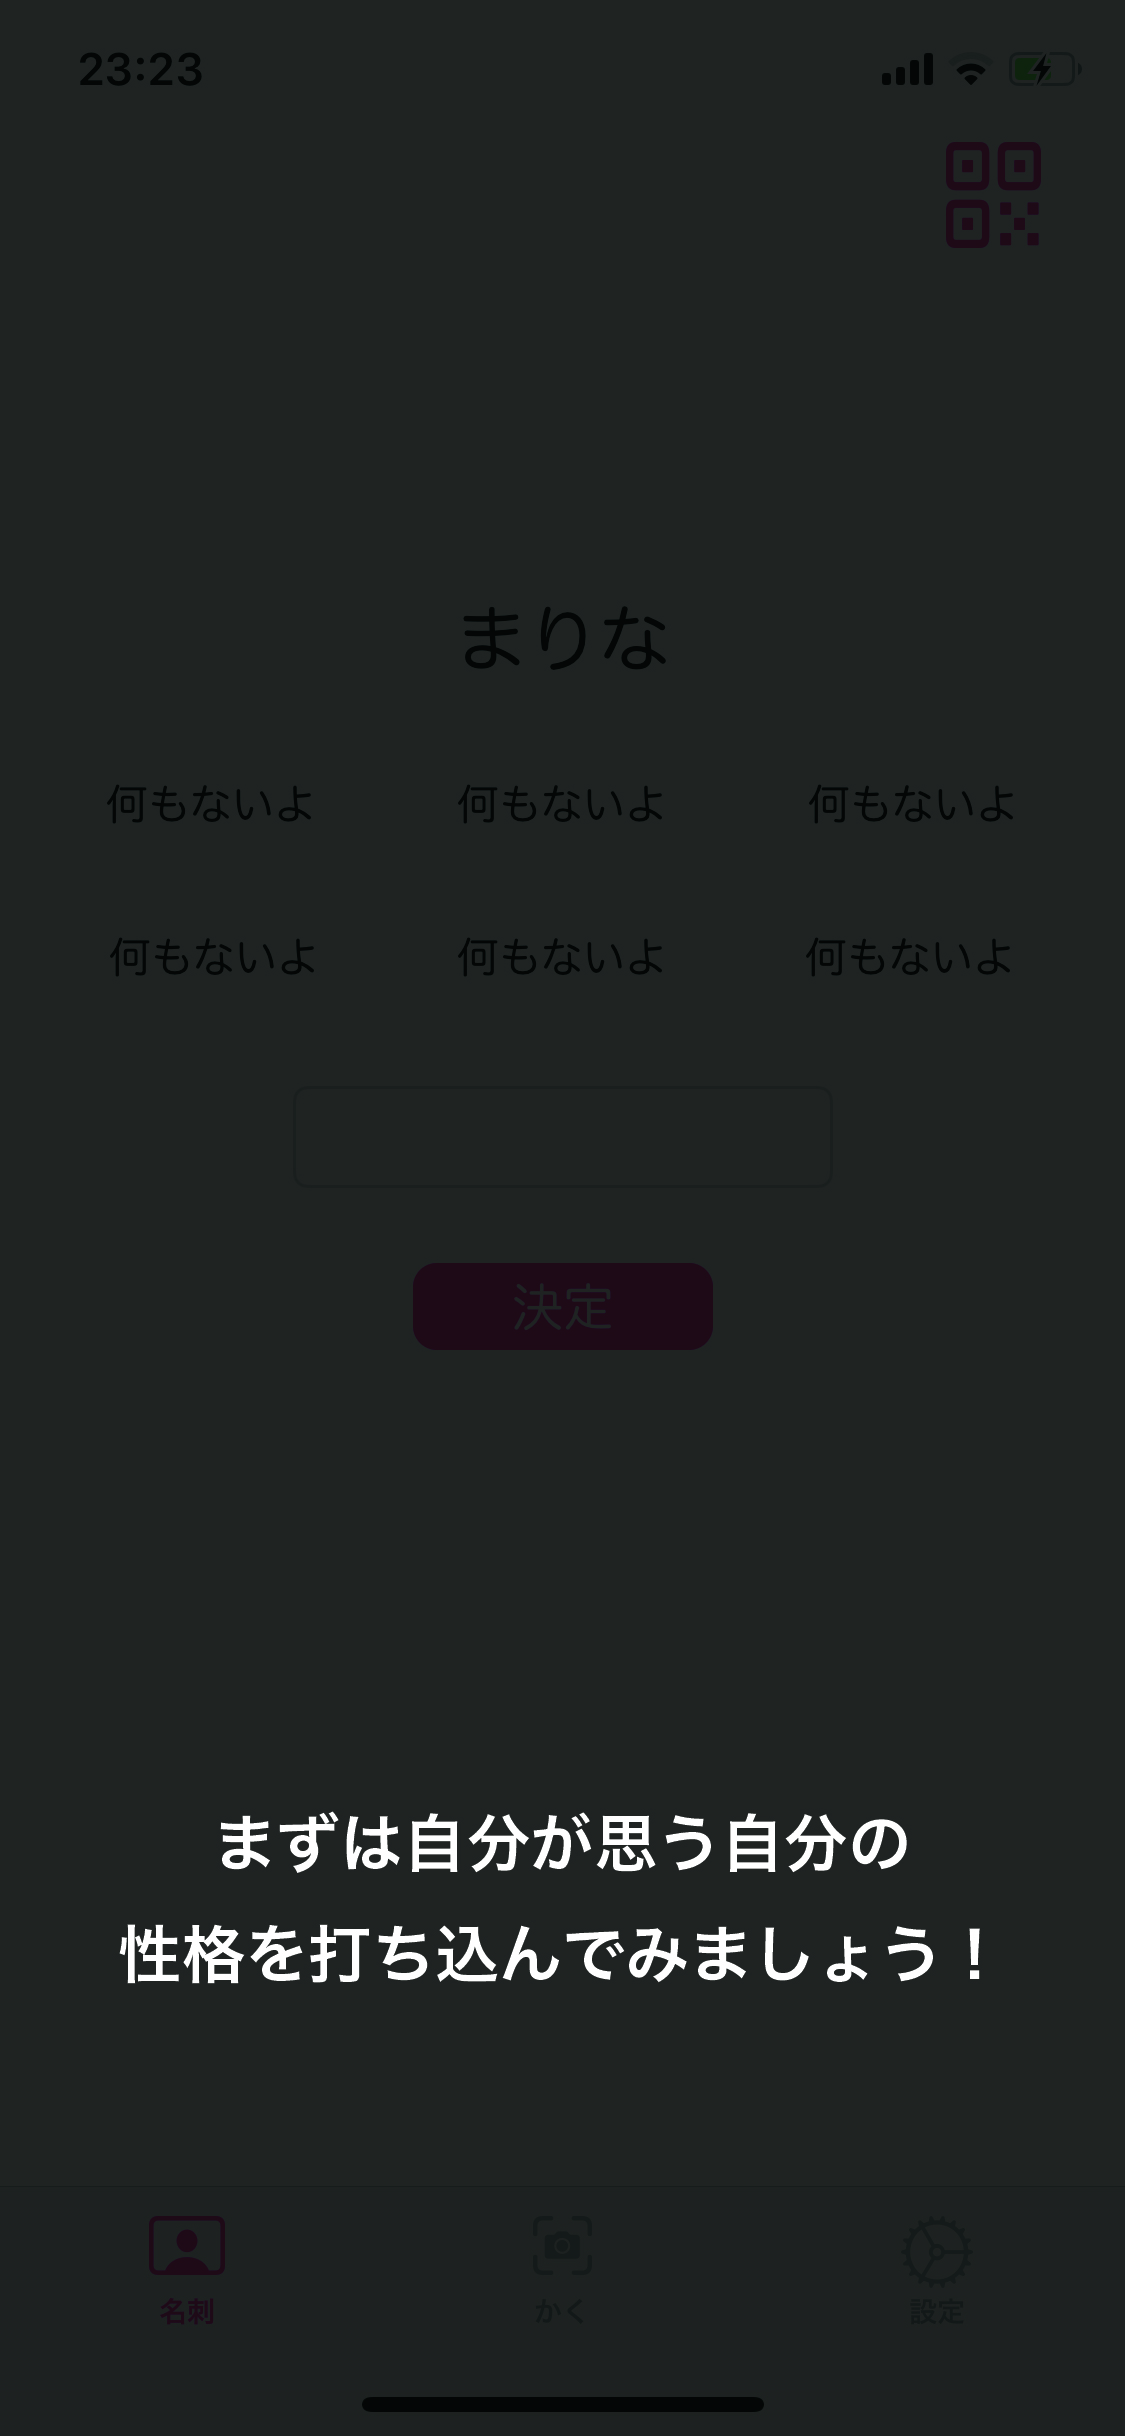 23:23
まりな
何もないよ 何もないよ 何もないよ
何もないよ 何もないよ 何もないよ
決定
まずは自分が思う自分の
性格を打ち込んでみましょう！
名刺 かく 設定